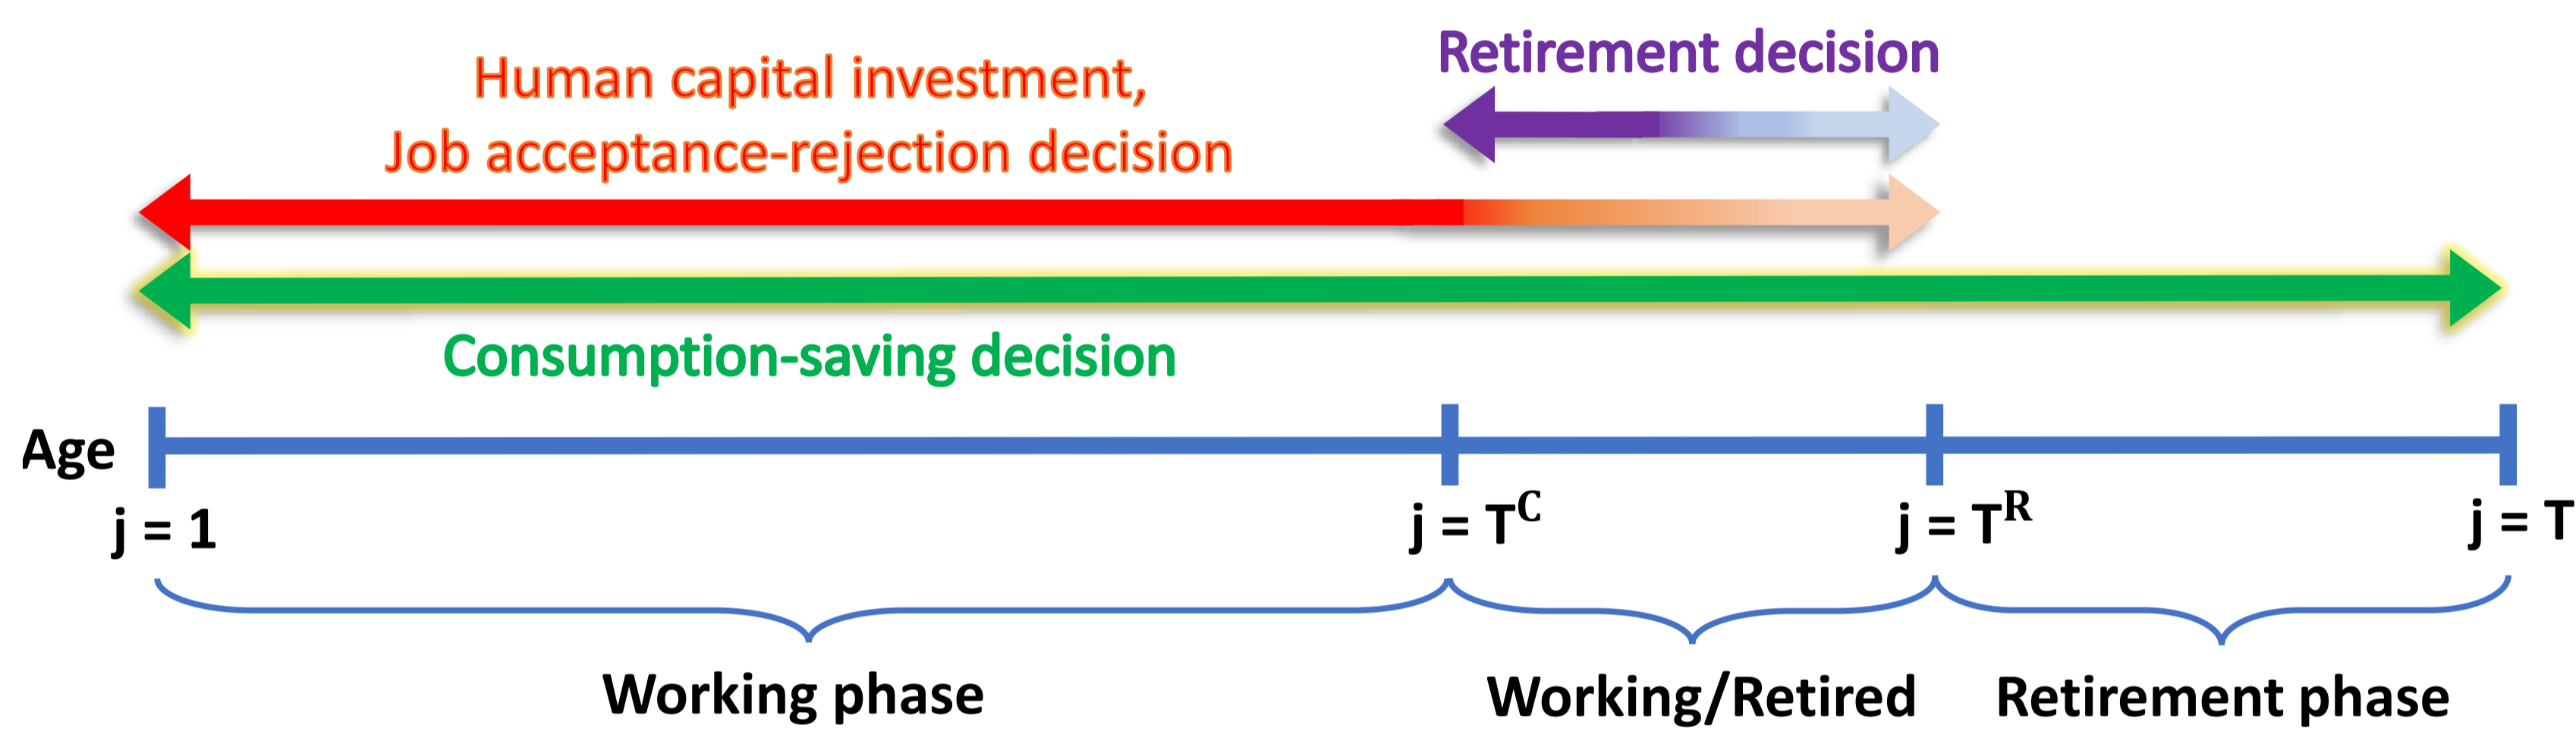 Retirement decision
Human capital investment,
Job acceptance-rejection decision
Consumption-saving decision
Age
j = 1
j = T^C
j = T^R
j = T
Working phase
Working/Retired
Retirement phase